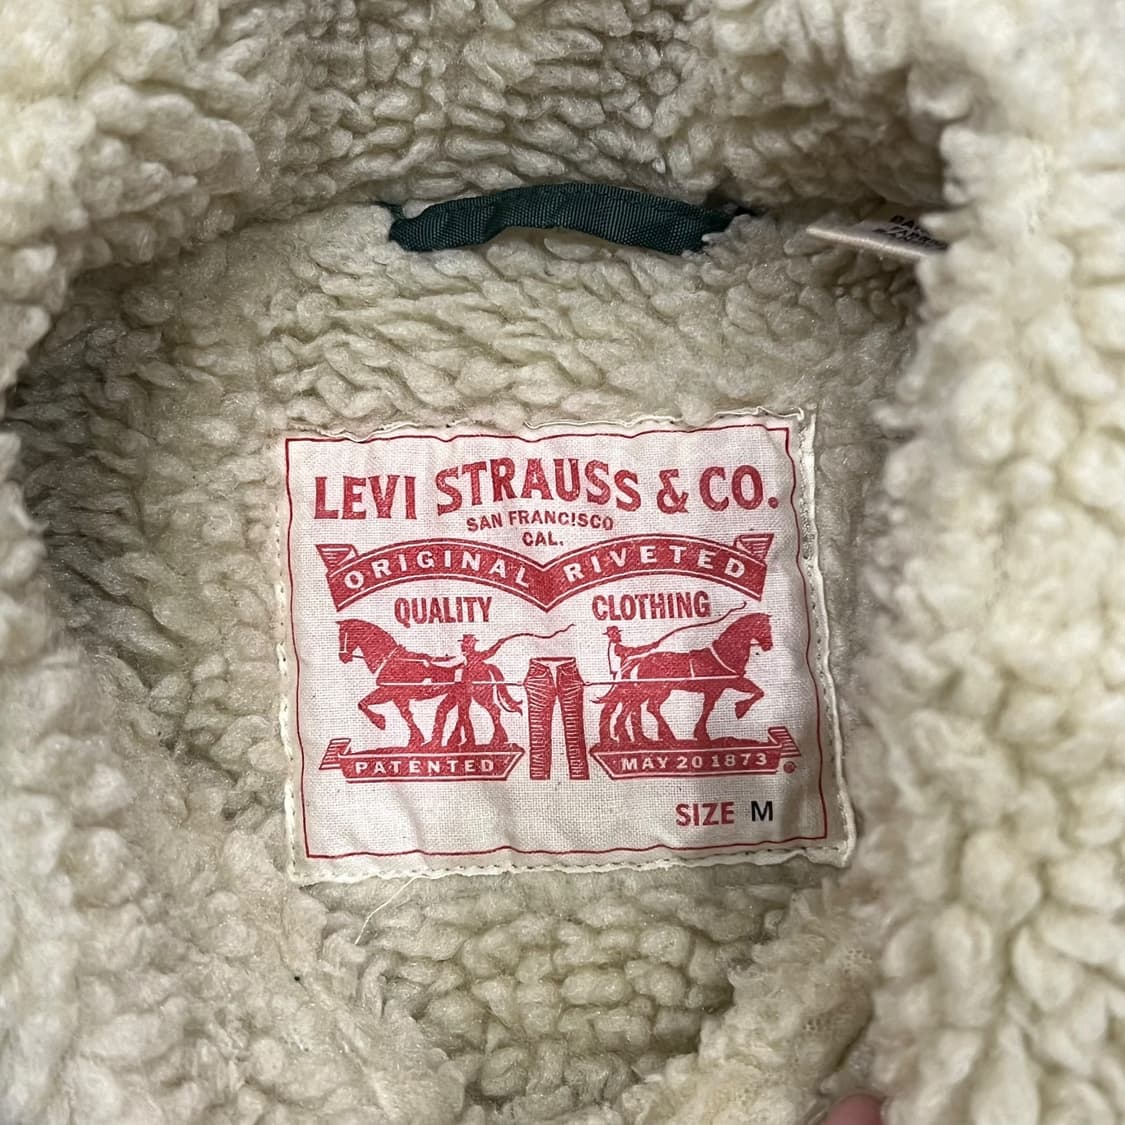 LEVI STRAUSS & CO.
SAN FRANCISCO
CAL.
ORIGINAL RIVETED
QUALITY CLOTHING
PATENTED MAY 20 1873
SIZE M